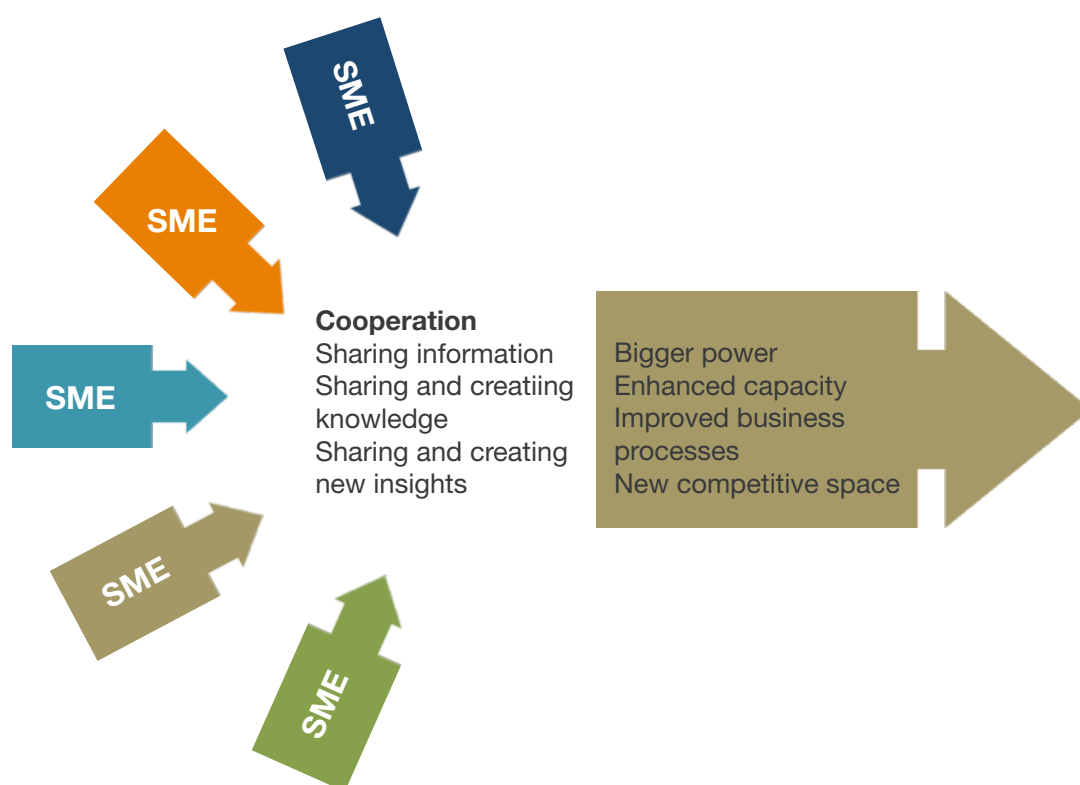 SME
SME
SME
SME
SME
Cooperation
Sharing information
Sharing and creatiing
knowledge
Sharing and creating
new insights
Bigger power
Enhanced capacity
Improved business
processes
New competitive space